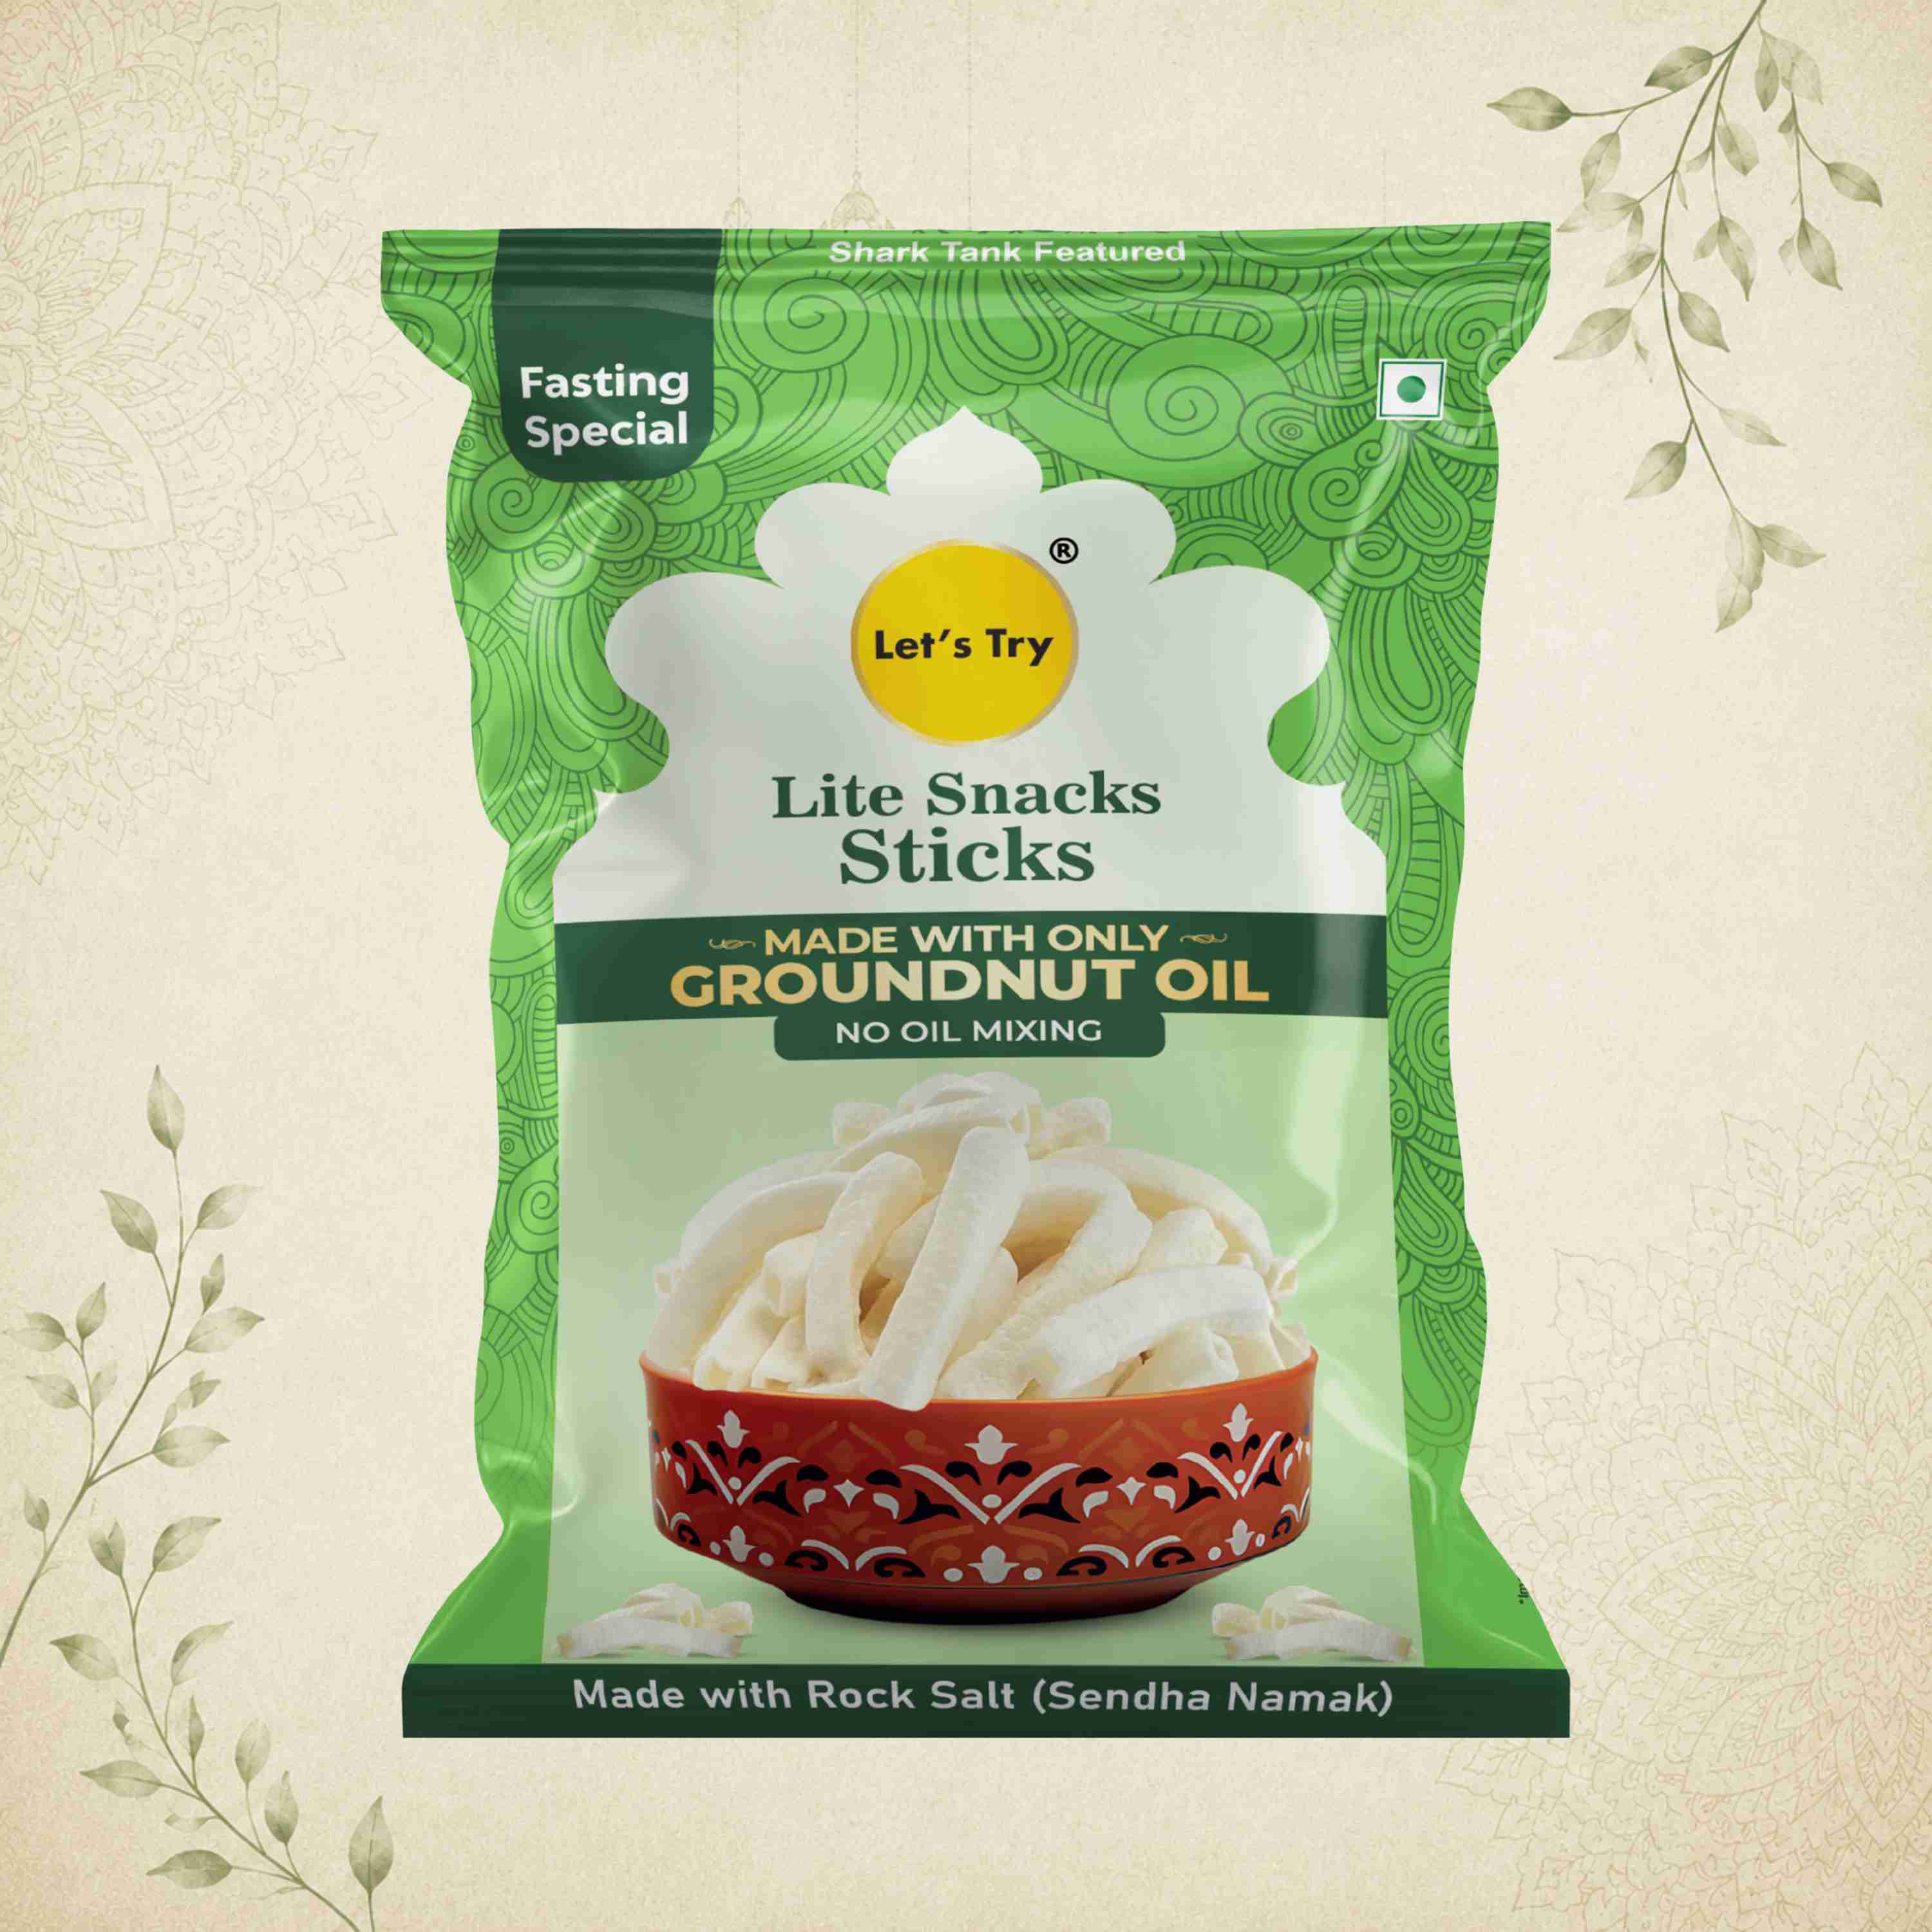 Shark Tank Featured
Fasting
Special
®
Let's Try
Lite Snacks
Sticks
MADE WITH ONLY
GROUNDNUT OIL
NO OIL MIXING
Made with Rock Salt (Sendha Namak)